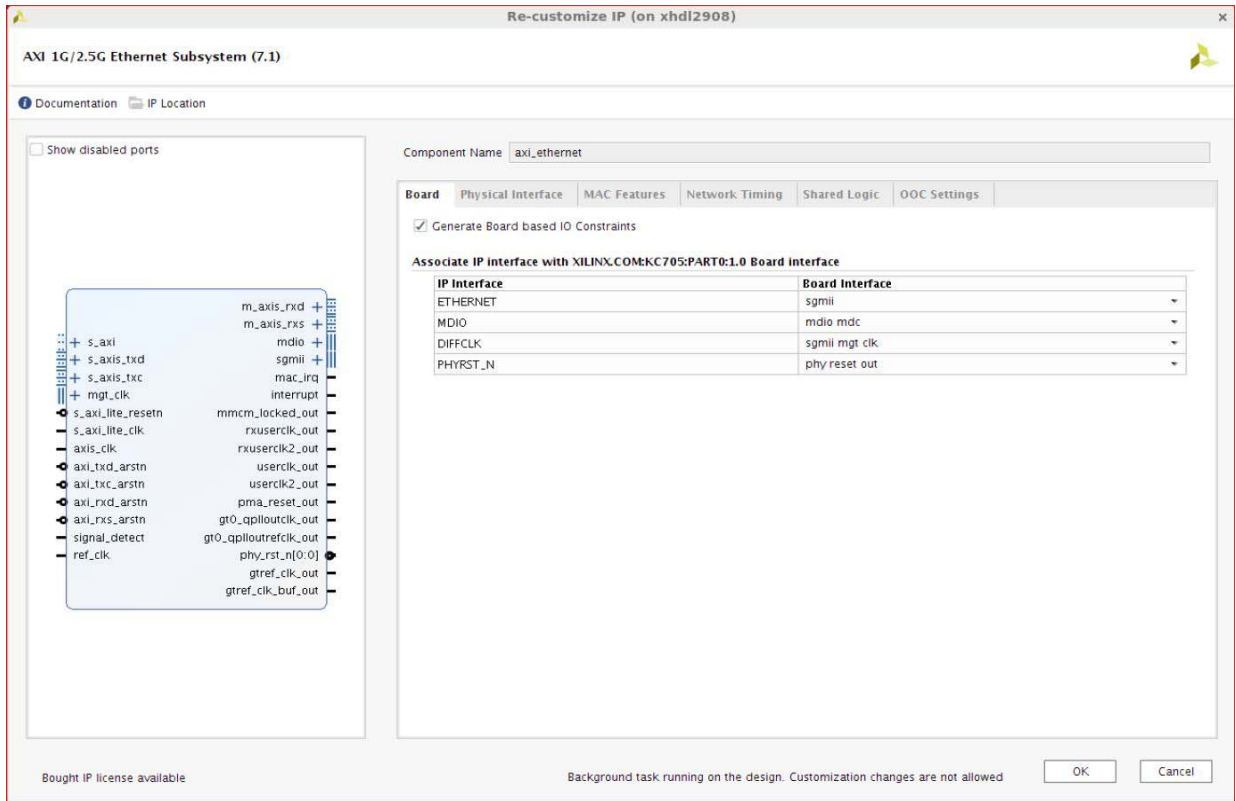 Re-customize IP (on xhdl2908)
AXI 1G/2.5G Ethernet Subsystem (7.1)
Documentation IP Location
Show disabled ports
m_axis_rxd
m_axis_rxs
s_axi mdio
s_axis_txd sgmii
s_axis_txc mac_irq
mgt_clk interrupt
s_axi_lite_resetn mmcm_locked_out
s_axi_lite_clk rxuserclk_out
axis_clk rxuserclk2_out
axi_txd_arstn userclk_out
axi_txc_arstn userclk2_out
axi_rxd_arstn pma_reset_out
axi_rxs_arstn gt0_qplloutclk_out
signal_detect gt0_qplloutrefclk_out
ref_clk phy_rst_n[0:0]
gtref_clk_out
gtref_clk_buf_out
Component Name axi_ethernet
Board Physical Interface MAC Features Network Timing Shared Logic OOC Settings
Generate Board based IO Constraints
Associate IP interface with XILINX.COM:KC705:PART0:1.0 Board interface
IP Interface Board Interface
ETHERNET sgmii
MDIO mdio mdc
DIFFCLK sgmii mgt clk
PHYRST_N phy reset out
Bought IP license available
Background task running on the design. Customization changes are not allowed
OK Cancel